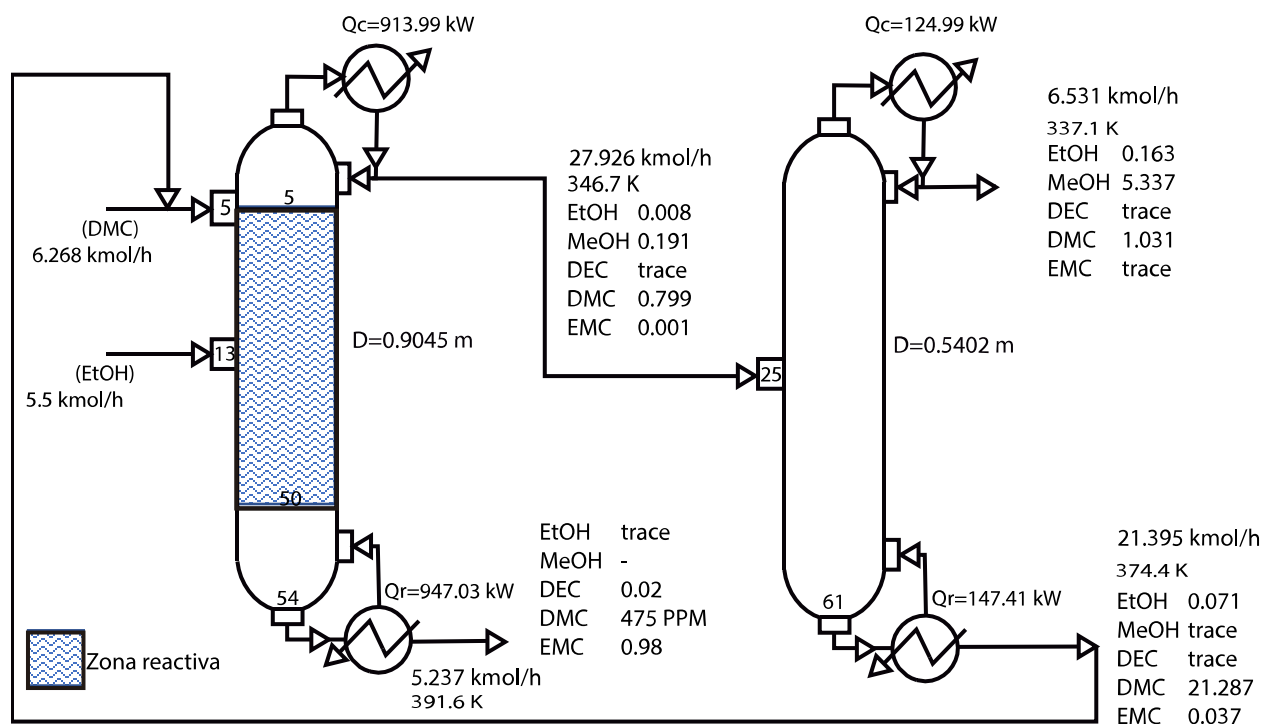 Qc=913.99 kW
Qc=124.99 kW
5
5
(DMC)
6.268 kmol/h
13
(EtOH)
5.5 kmol/h
D=0.9045 m
50
54
Qr=947.03 kW
27.926 kmol/h
346.7 K
EtOH 0.008
MeOH 0.191
DEC trace
DMC 0.799
EMC 0.001
EtOH trace
MeOH -
DEC 0.02
DMC 475 PPM
EMC 0.98
5.237 kmol/h
391.6 K
Zona reactiva
25
D=0.5402 m
61
Qr=147.41 kW
6.531 kmol/h
337.1 K
EtOH 0.163
MeOH 5.337
DEC trace
DMC 1.031
EMC trace
21.395 kmol/h
374.4 K
EtOH 0.071
MeOH trace
DEC trace
DMC 21.287
EMC 0.037